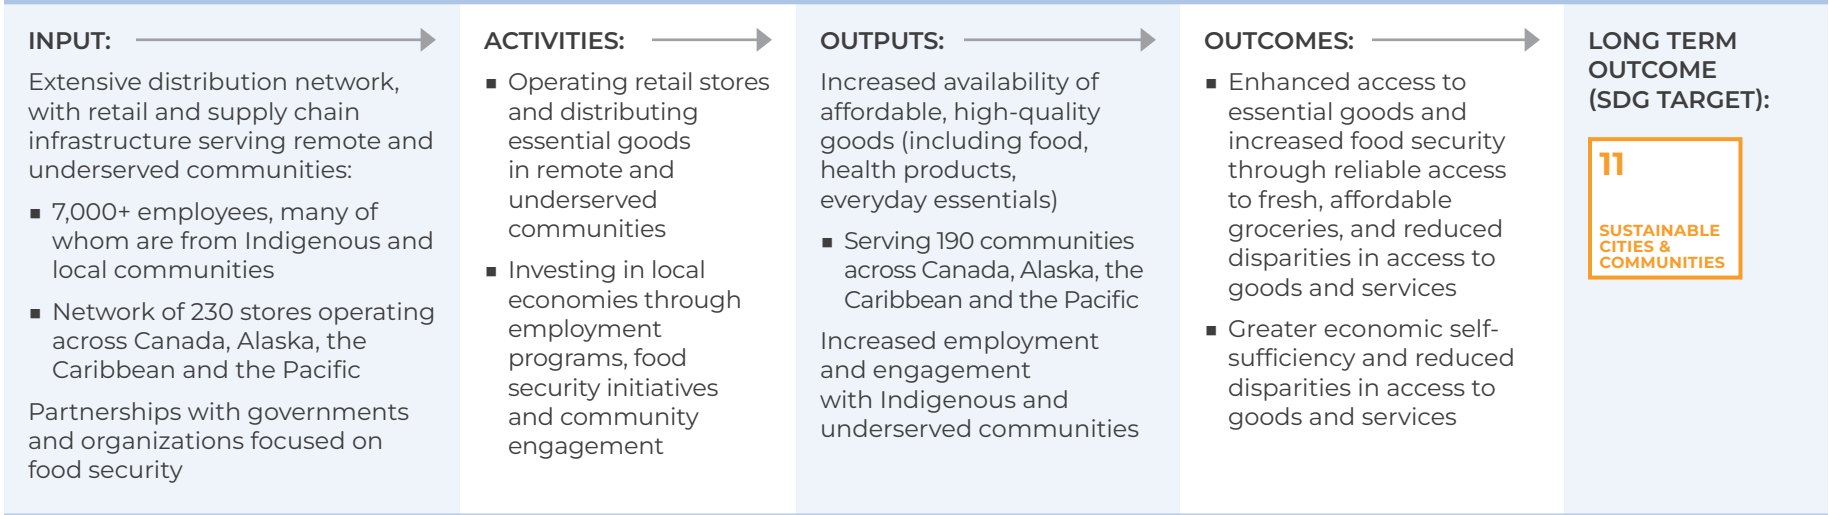 INPUT:
Extensive distribution network,
with retail and supply chain
infrastructure serving remote and
underserved communities:
▪ 7,000+ employees, many of
whom are from Indigenous and
local communities
▪ Network of 230 stores operating
across Canada, Alaska, the
Caribbean and the Pacific
Partnerships with governments
and organizations focused on
food security
ACTIVITIES:
▪ Operating retail stores
and distributing
essential goods
in remote and
underserved
communities
▪ Investing in local
economies through
employment
programs, food
security initiatives
and community
engagement
OUTPUTS:
Increased availability of
affordable, high-quality
goods (including food,
health products,
everyday essentials)
▪ Serving 190 communities
across Canada, Alaska, the
Caribbean and the Pacific
Increased employment
and engagement
with Indigenous and
underserved communities
OUTCOMES:
▪ Enhanced access to
essential goods and
increased food security
through reliable access
to fresh, affordable
groceries, and reduced
disparities in access to
goods and services
▪ Greater economic self-
sufficiency and reduced
disparities in access to
goods and services
LONG TERM
OUTCOME
(SDG TARGET):
11
SUSTAINABLE
CITIES &
COMMUNITIES